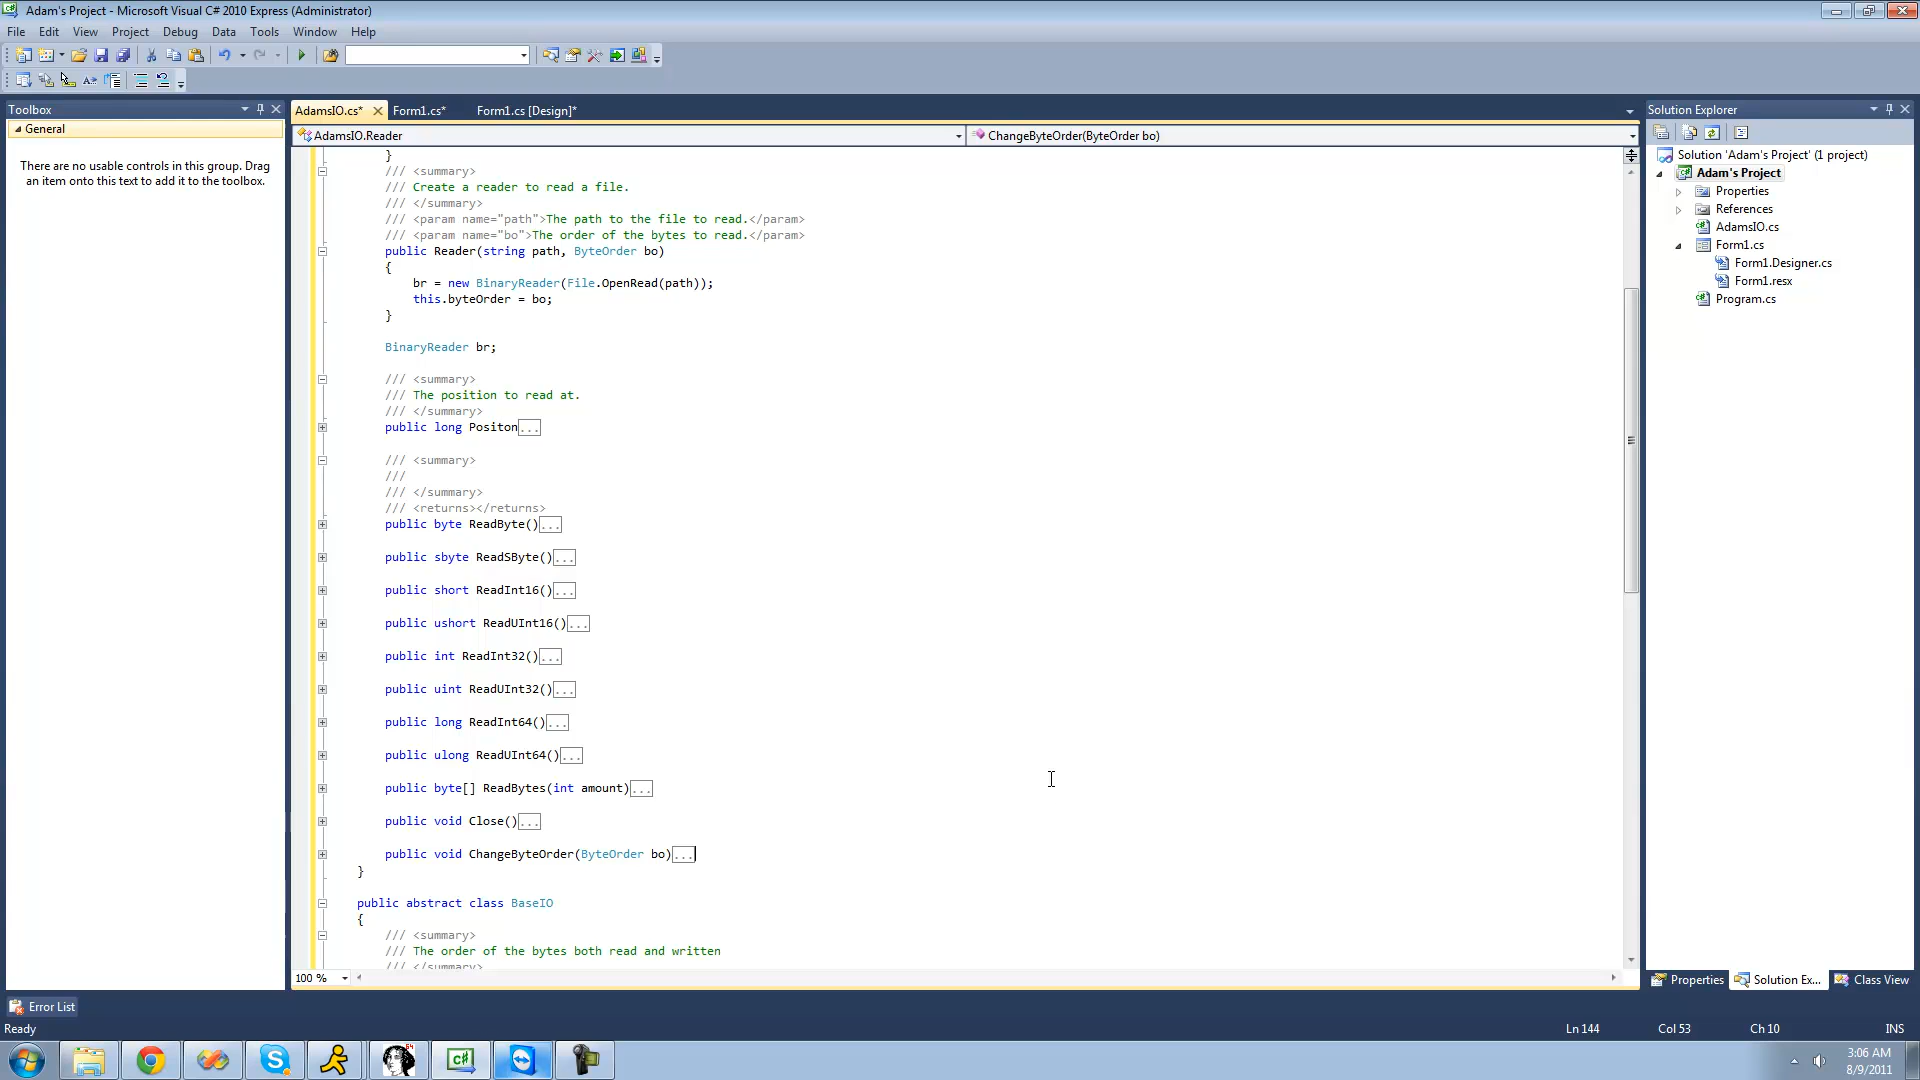 Adam's Project - Microsoft Visual C# 2010 Express (Administrator)
File Edit View Project Debug Data Tools Window Help
Toolbox
General
There are no usable controls in this group. Drag
an item onto this text to add it to the toolbox.
AdamsIO.cs* Form1.cs* Form1.cs [Design]*
AdamsIO.Reader ChangeByteOrder(ByteOrder bo)
}
/// <summary>
/// Create a reader to read a file.
/// </summary>
/// <param name="path">The path to the file to read.</param>
/// <param name="bo">The order of the bytes to read.</param>
public Reader(string path, ByteOrder bo)
{
br = new BinaryReader(File.OpenRead(path));
this.byteOrder = bo;
}
BinaryReader br;
/// <summary>
/// The position to read at.
/// </summary>
public long Positon...
/// <summary>
///
/// </summary>
/// <returns></returns>
public byte ReadByte()...
public sbyte ReadSByte()...
public short ReadInt16()...
public ushort ReadUInt16()...
public int ReadInt32()...
public uint ReadUInt32()...
public long ReadInt64()...
public ulong ReadUInt64()...
public byte[] ReadBytes(int amount)...
public void Close()...
public void ChangeByteOrder(ByteOrder bo)...
}
public abstract class BaseIO
{
/// <summary>
/// The order of the bytes both read and written
/// </summary>
100 %
Solution Explorer
Solution 'Adam's Project' (1 project)
Adam's Project
Properties
References
AdamsIO.cs
Form1.cs
Form1.Designer.cs
Form1.resx
Program.cs
Properties Solution Ex... Class View
Error List
Ready Ln 144 Col 53 Ch 10 INS
3:06 AM
8/9/2011